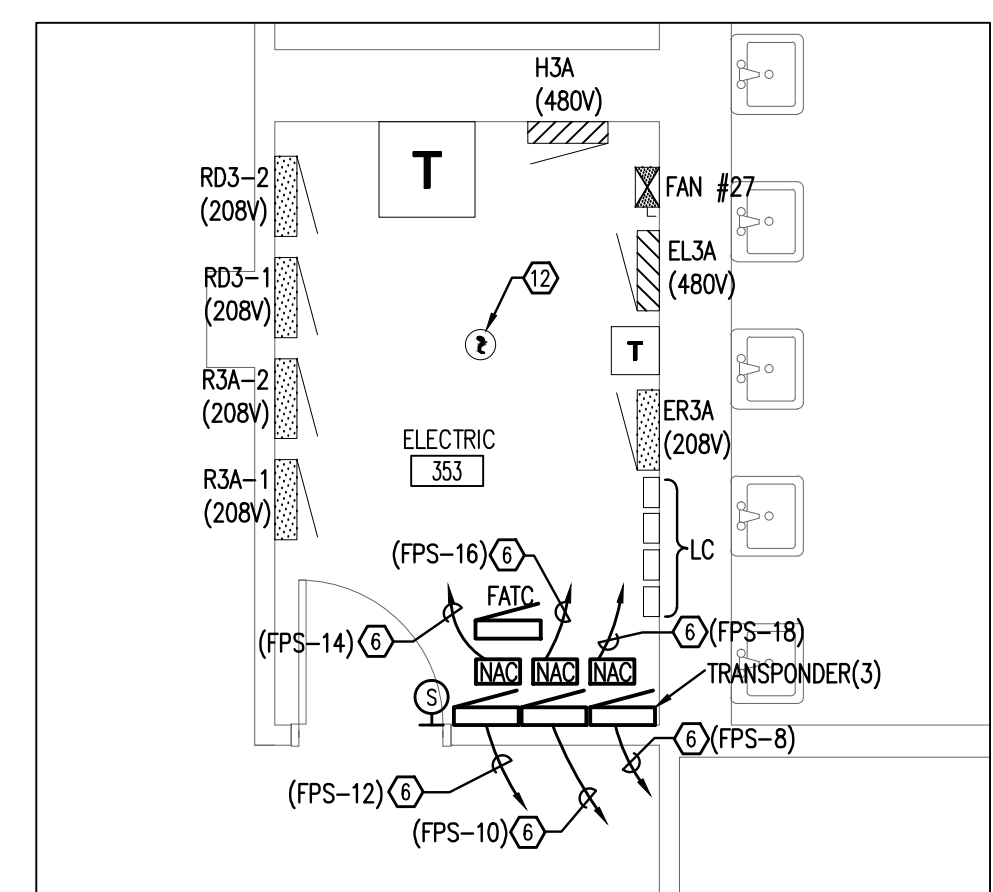 H3A
(480V)
T
RD3-2
(208V)
FAN #27
EL3A
(480V)
12
RD3-1
(208V)
T
R3A-2
(208V)
ER3A
(208V)
ELECTRIC
353
R3A-1
(208V)
LC
(FPS-16) 6
FATC
(FPS-14) 6
6 (FPS-18)
NAC NAC NAC
TRANSPONDER(3)
S
6 (FPS-8)
(FPS-12) 6
(FPS-10) 6